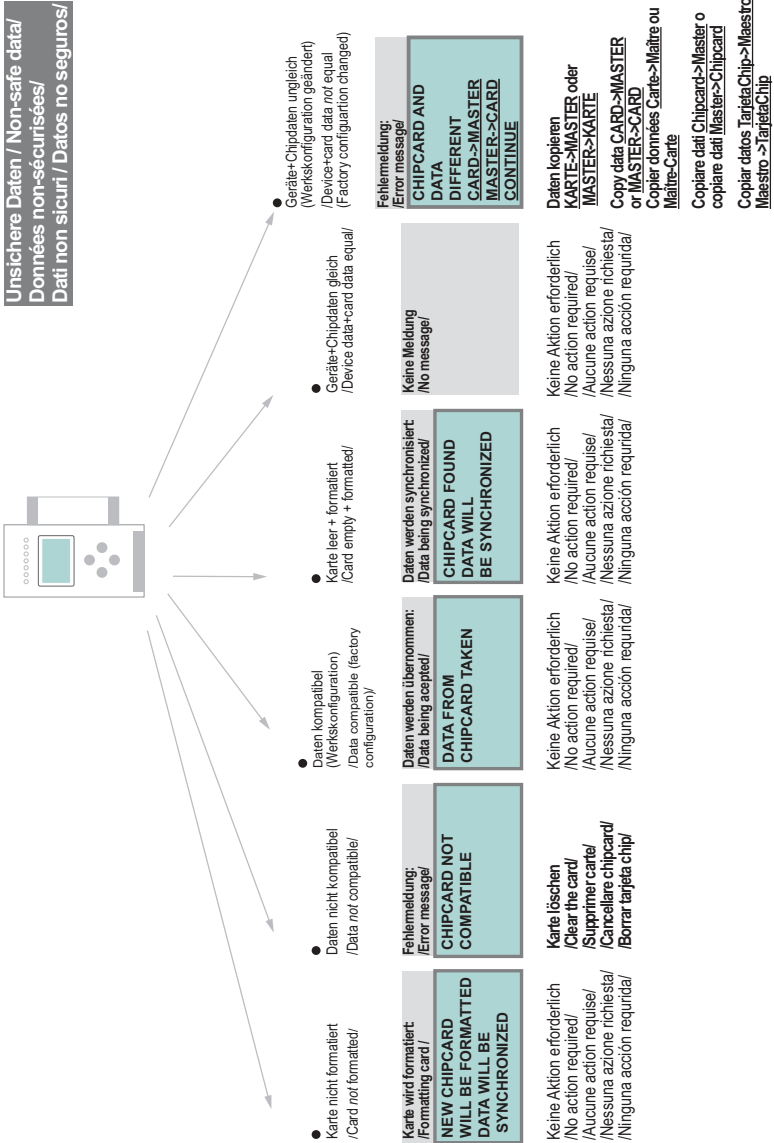 Unsichere Daten / Non-safe data/
Données non-sécurisées/
Dati non sicuri / Datos no seguros/
Karte nicht formatiert
/Card not formatted/
Karte wird formatiert:
/Formatting card /
NEW CHIPCARD
WILL BE FORMATTED
DATA WILL BE
SYNCHRONIZED
Keine Aktion erforderlich
/No action required/
/Aucune action requise/
/Nessuna azione richiesta/
/Ninguna acción requrida/
Daten nicht kompatibel
/Data not compatible/
Fehlermeldung:
/Error message/
CHIPCARD NOT
COMPATIBLE
Karte löschen
/Clear the card/
/Supprimer carte/
/Cancellare chipcard/
/Borrar tarjeta chip/
Daten kompatibel
(Werkskonfiguration)
/Data compatible (factory
configuration)/
Daten werden übernommen:
/Data being acepted/
DATA FROM
CHIPCARD TAKEN
Keine Aktion erforderlich
/No action required/
/Aucune action requise/
/Nessuna azione richiesta/
/Ninguna acción requrida/
Karte leer + formatiert
/Card empty + formatted/
Daten werden synchronisiert:
/Data being synchronized/
CHIPCARD FOUND
DATA WILL
BE SYNCHRONIZED
Keine Aktion erforderlich
/No action required/
/Aucune action requise/
/Nessuna azione richiesta/
/Ninguna acción requrida/
Geräte+Chipdaten gleich
/Device data+card data equal/
Keine Meldung
/No message/
Keine Aktion erforderlich
/No action required/
/Aucune action requise/
/Nessuna azione richiesta/
/Ninguna acción requrida/
Geräte+Chipdaten ungleich
(Werkskonfiguration geändert)
/Device+card data not equal
(Factory configuartion changed)
Fehlermeldung:
/Error message/
CHIPCARD AND
DATA
DIFFERENT
CARD->MASTER
MASTER->CARD
CONTINUE
Daten kopieren
KARTE->MASTER oder
MASTER->KARTE
Copy data CARD->MASTER
or MASTER->CARD
Copier données Carte->Maître ou
Maître-Carte
Copiare dati Chipcard->Master o
copiare dati Master->Chipcard
Copiar datos TarjetaChip->Maestro
Maestro ->TarjetaChip